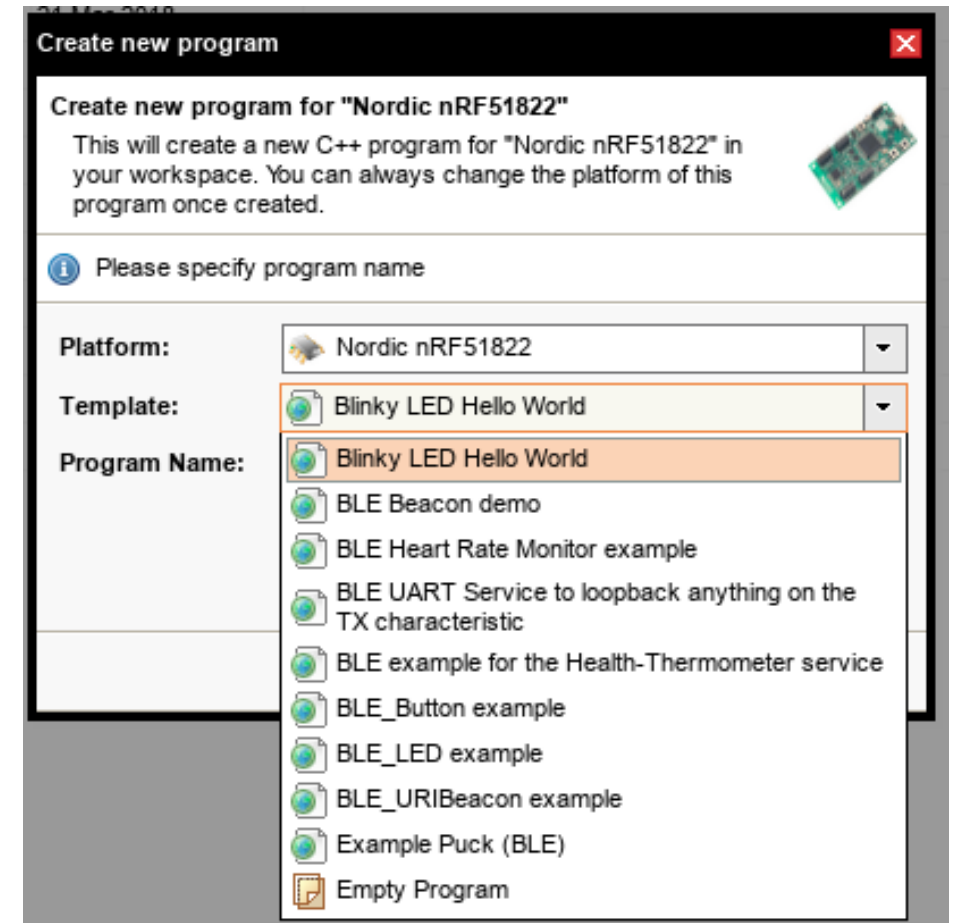 21 Mar 2018
Create new program
Create new program for "Nordic nRF51822"
This will create a new C++ program for "Nordic nRF51822" in
your workspace. You can always change the platform of this
program once created.
Please specify program name
Platform:
Nordic nRF51822
Template:
Blinky LED Hello World
Program Name:
Blinky LED Hello World
BLE Beacon demo
BLE Heart Rate Monitor example
BLE UART Service to loopback anything on the
TX characteristic
BLE example for the Health-Thermometer service
BLE_Button example
BLE_LED example
BLE_URIBeacon example
Example Puck (BLE)
Empty Program